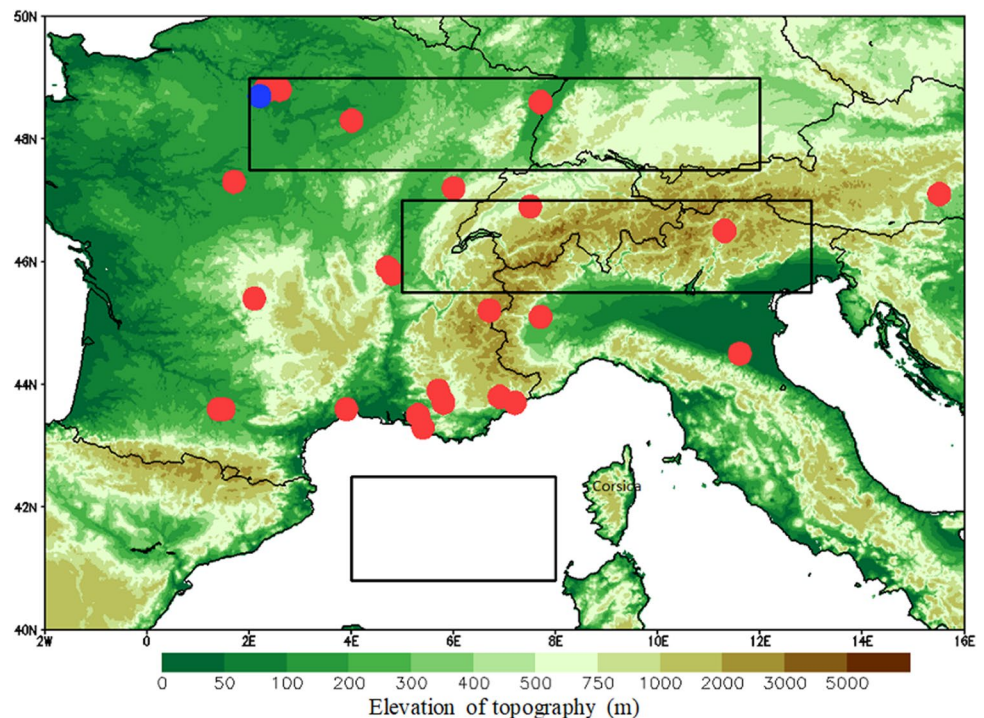 50N
48N
46N
Corsica
44N
42N
40N
2W 0 2E 4E 6E 8E 10E 12E 14E 16E
0 50 100 200 300 400 500 750 1000 2000 3000 5000
Elevation of topography (m)